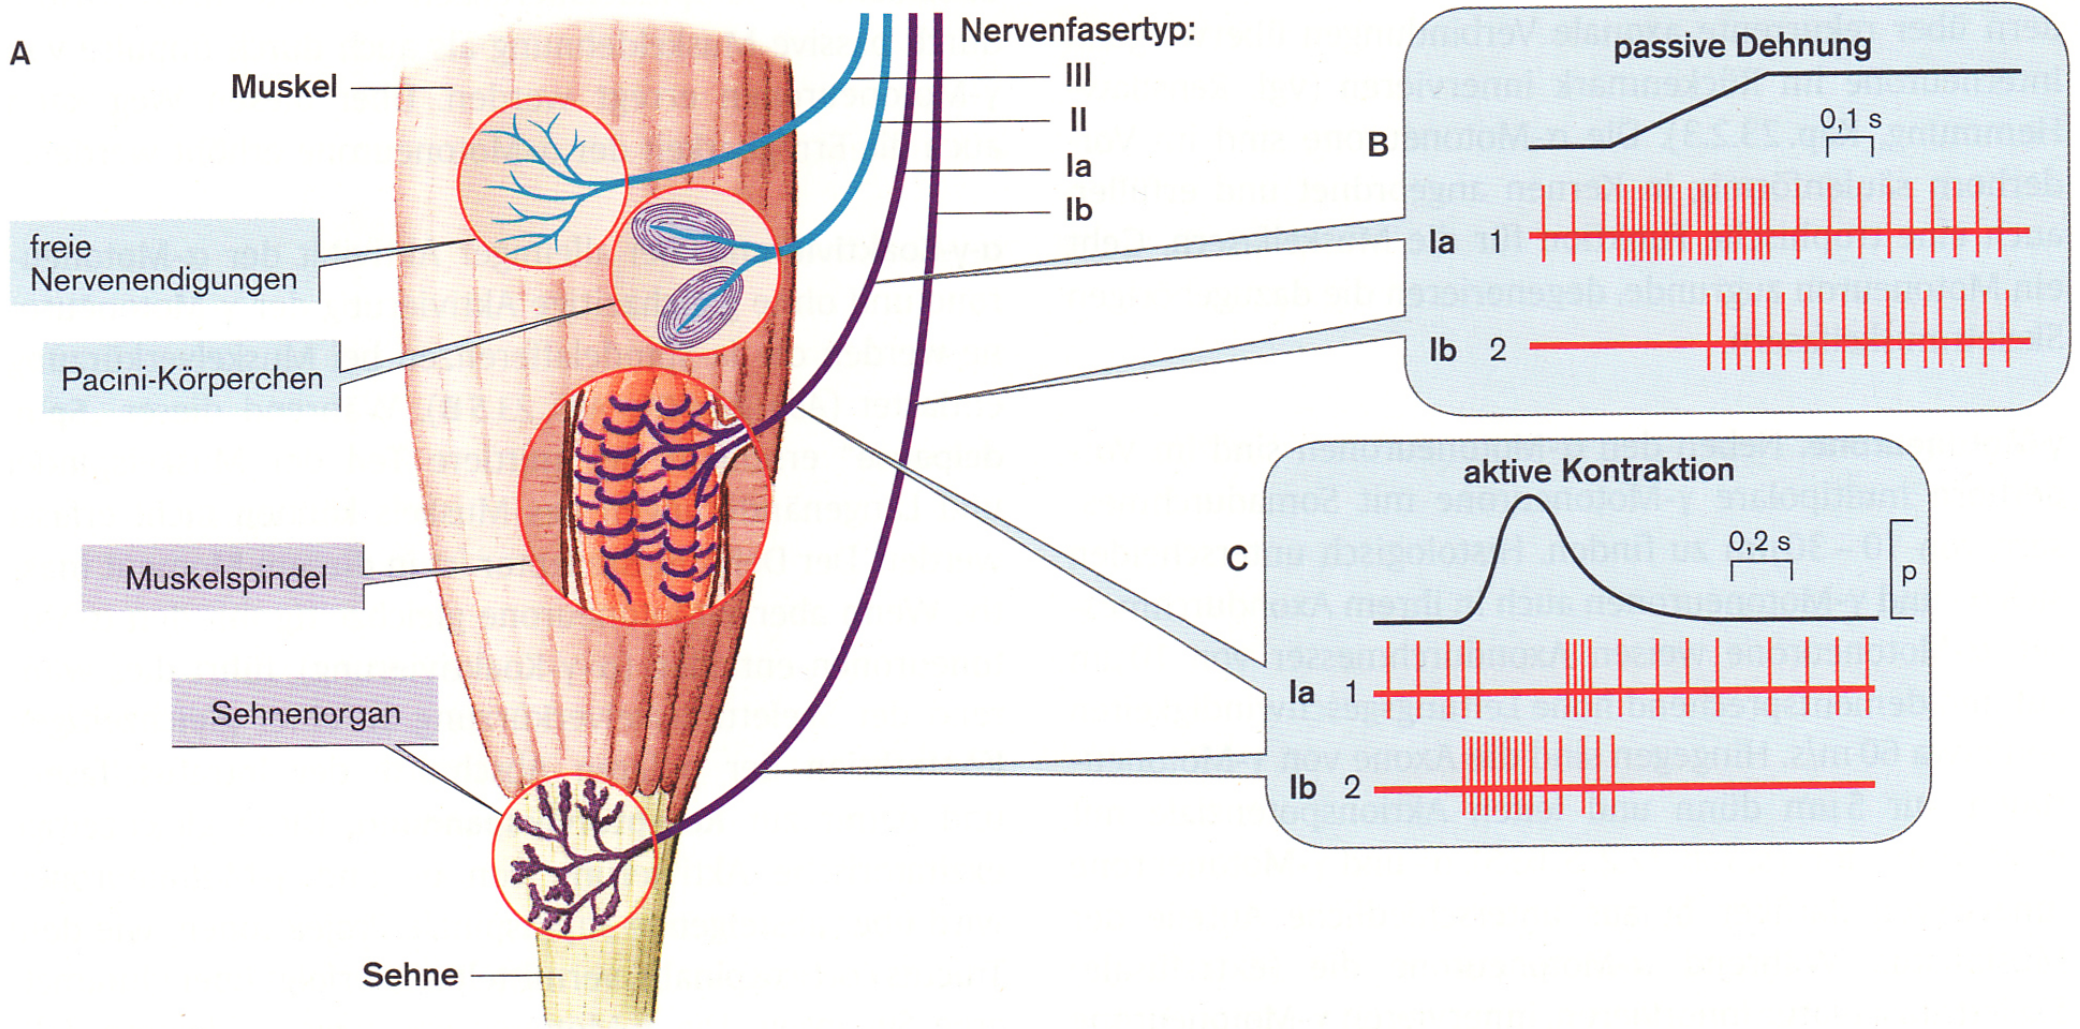 A
Muskel
Nervenfasertyp:
III
II
Ia
Ib
freie
Nervenendigungen
Pacini-Körperchen
Muskelspindel
Sehnenorgan
Sehne
B
passive Dehnung
0,1 s
Ia 1
Ib 2
C
aktive Kontraktion
0,2 s
p
Ia 1
Ib 2